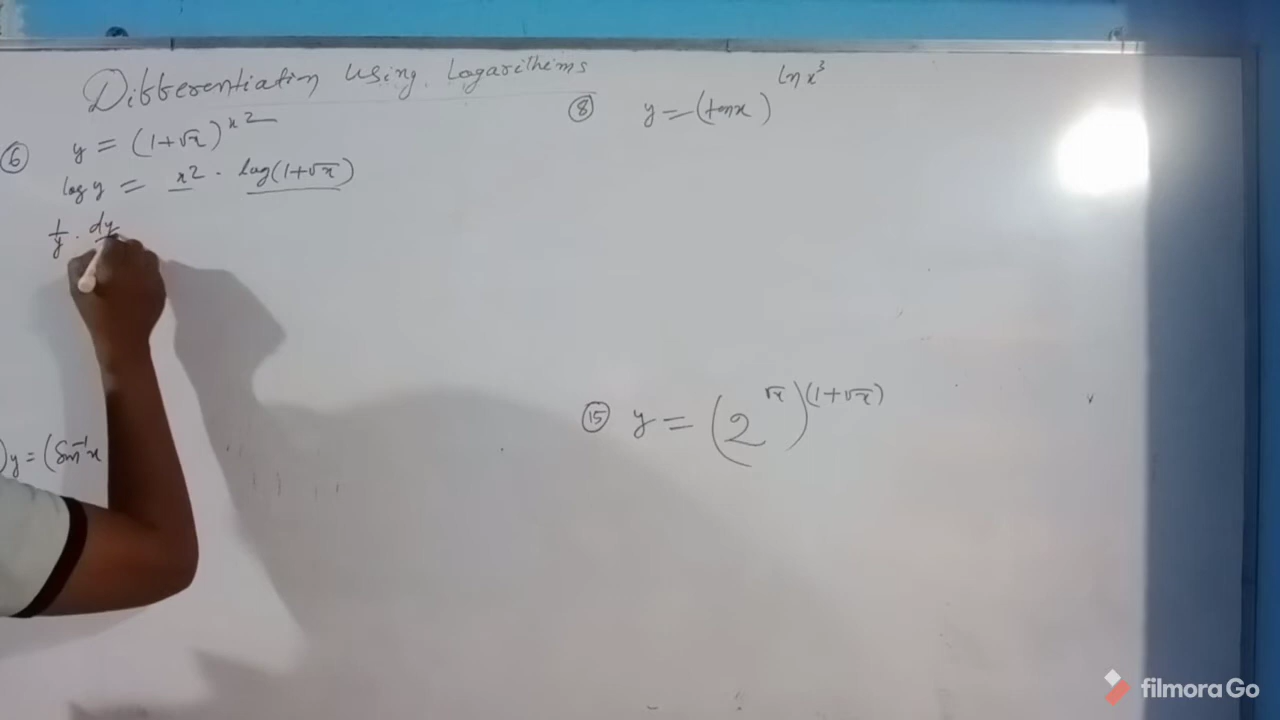 Differentiation using Logarithims
⑥ y = (1+√x)^x2
log y = x2 · log(1+√x)
1/y · dy
y = (Sin⁻¹x
⑧ y = (tanx)^ln x³
⑮ y = (2^√x)^(1+√x)
filmora Go